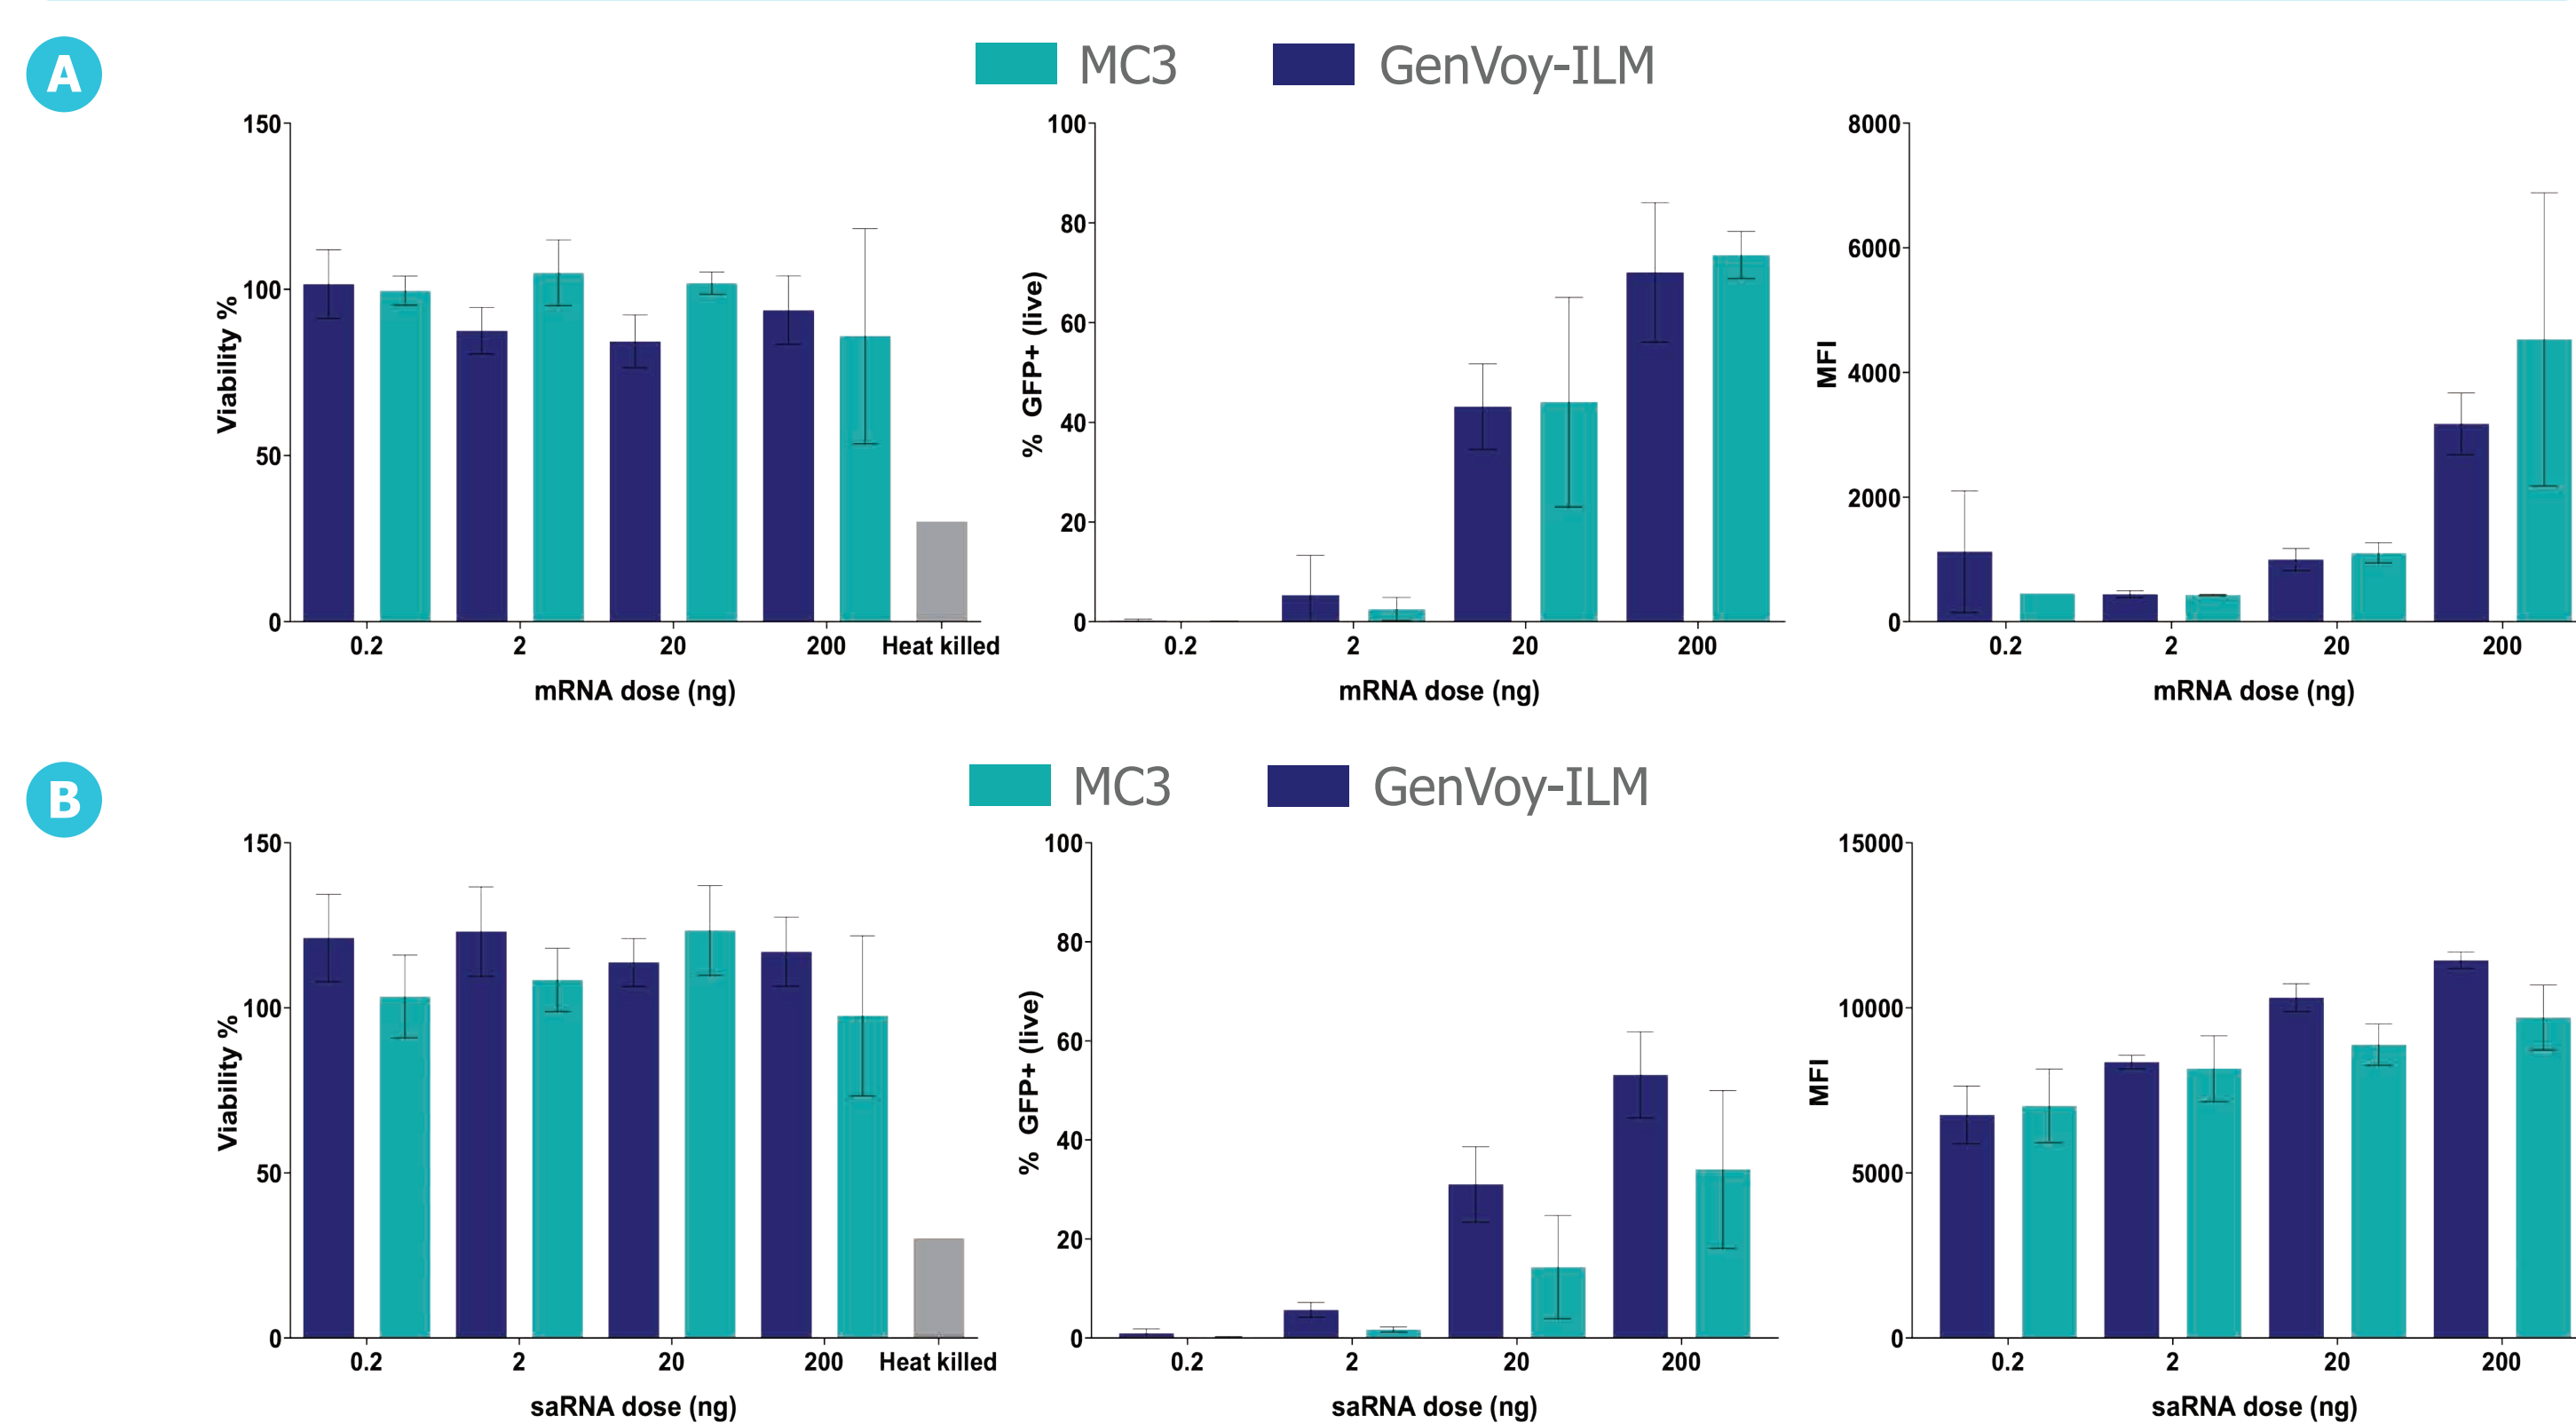 A
MC3 GenVoy-ILM
150
100
50
0
Viability %
0.2 2 20 200 Heat killed
mRNA dose (ng)
100
80
60
40
20
0
% GFP+ (live)
0.2 2 20 200
mRNA dose (ng)
8000
6000
4000
2000
0
MFI
0.2 2 20 200
mRNA dose (ng)
B
MC3 GenVoy-ILM
150
100
50
0
Viability %
0.2 2 20 200 Heat killed
saRNA dose (ng)
100
80
60
40
20
0
% GFP+ (live)
0.2 2 20 200
saRNA dose (ng)
15000
10000
5000
0
MFI
0.2 2 20 200
saRNA dose (ng)